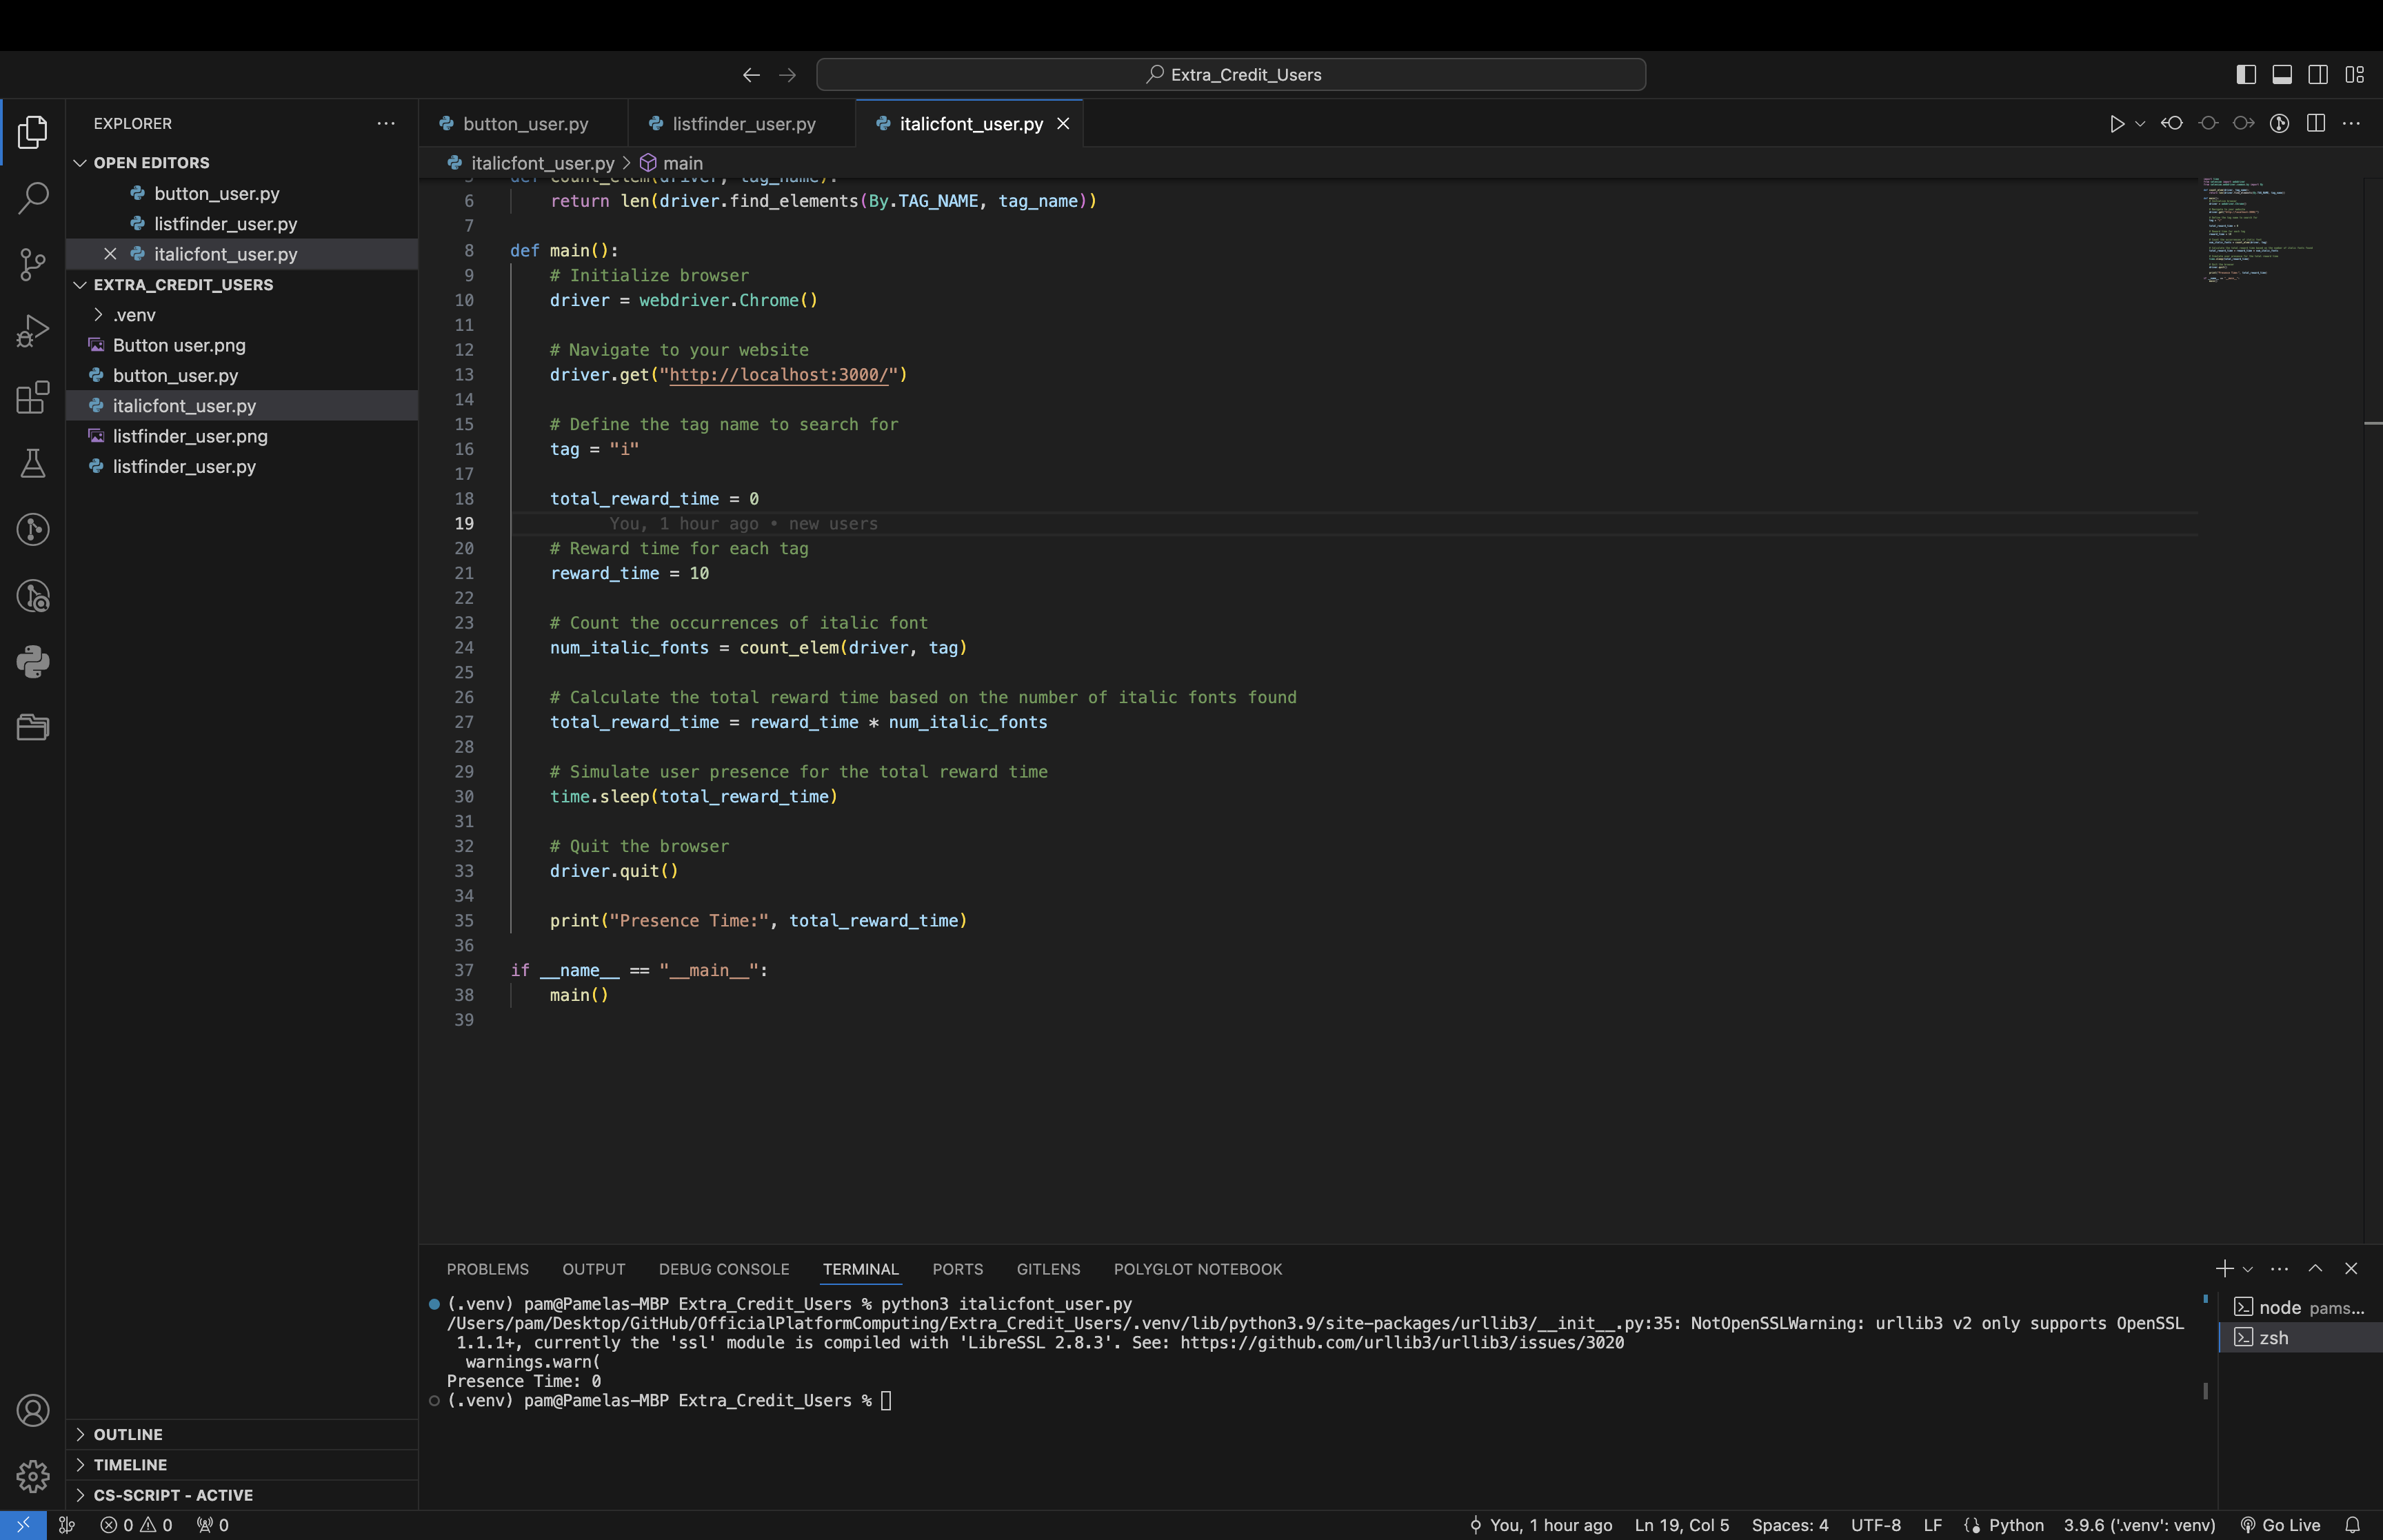 Extra_Credit_Users
EXPLORER
button_user.py
listfinder_user.py
italicfont_user.py
OPEN EDITORS
button_user.py
listfinder_user.py
italicfont_user.py
EXTRA_CREDIT_USERS
.venv
Button user.png
button_user.py
italicfont_user.py
listfinder_user.png
listfinder_user.py
OUTLINE
TIMELINE
CS-SCRIPT - ACTIVE
italicfont_user.py > main
5 def count_elem(driver, tag_name):
6 return len(driver.find_elements(By.TAG_NAME, tag_name))
7
8 def main():
9 # Initialize browser
10 driver = webdriver.Chrome()
11
12 # Navigate to your website
13 driver.get("http://localhost:3000/")
14
15 # Define the tag name to search for
16 tag = "i"
17
18 total_reward_time = 0
19 You, 1 hour ago • new users
20 # Reward time for each tag
21 reward_time = 10
22
23 # Count the occurrences of italic font
24 num_italic_fonts = count_elem(driver, tag)
25
26 # Calculate the total reward time based on the number of italic fonts found
27 total_reward_time = reward_time * num_italic_fonts
28
29 # Simulate user presence for the total reward time
30 time.sleep(total_reward_time)
31
32 # Quit the browser
33 driver.quit()
34
35 print("Presence Time:", total_reward_time)
36
37 if __name__ == "__main__":
38 main()
39
PROBLEMS OUTPUT DEBUG CONSOLE TERMINAL PORTS GITLENS POLYGLOT NOTEBOOK
(.venv) pam@Pamelas-MBP Extra_Credit_Users % python3 italicfont_user.py
/Users/pam/Desktop/GitHub/OfficialPlatformComputing/Extra_Credit_Users/.venv/lib/python3.9/site-packages/urllib3/__init__.py:35: NotOpenSSLWarning: urllib3 v2 only supports OpenSSL
1.1.1+, currently the 'ssl' module is compiled with 'LibreSSL 2.8.3'. See: https://github.com/urllib3/urllib3/issues/3020
warnings.warn(
Presence Time: 0
(.venv) pam@Pamelas-MBP Extra_Credit_Users %
node pams...
zsh
0 0 0
You, 1 hour ago Ln 19, Col 5 Spaces: 4 UTF-8 LF Python 3.9.6 ('.venv': venv) Go Live